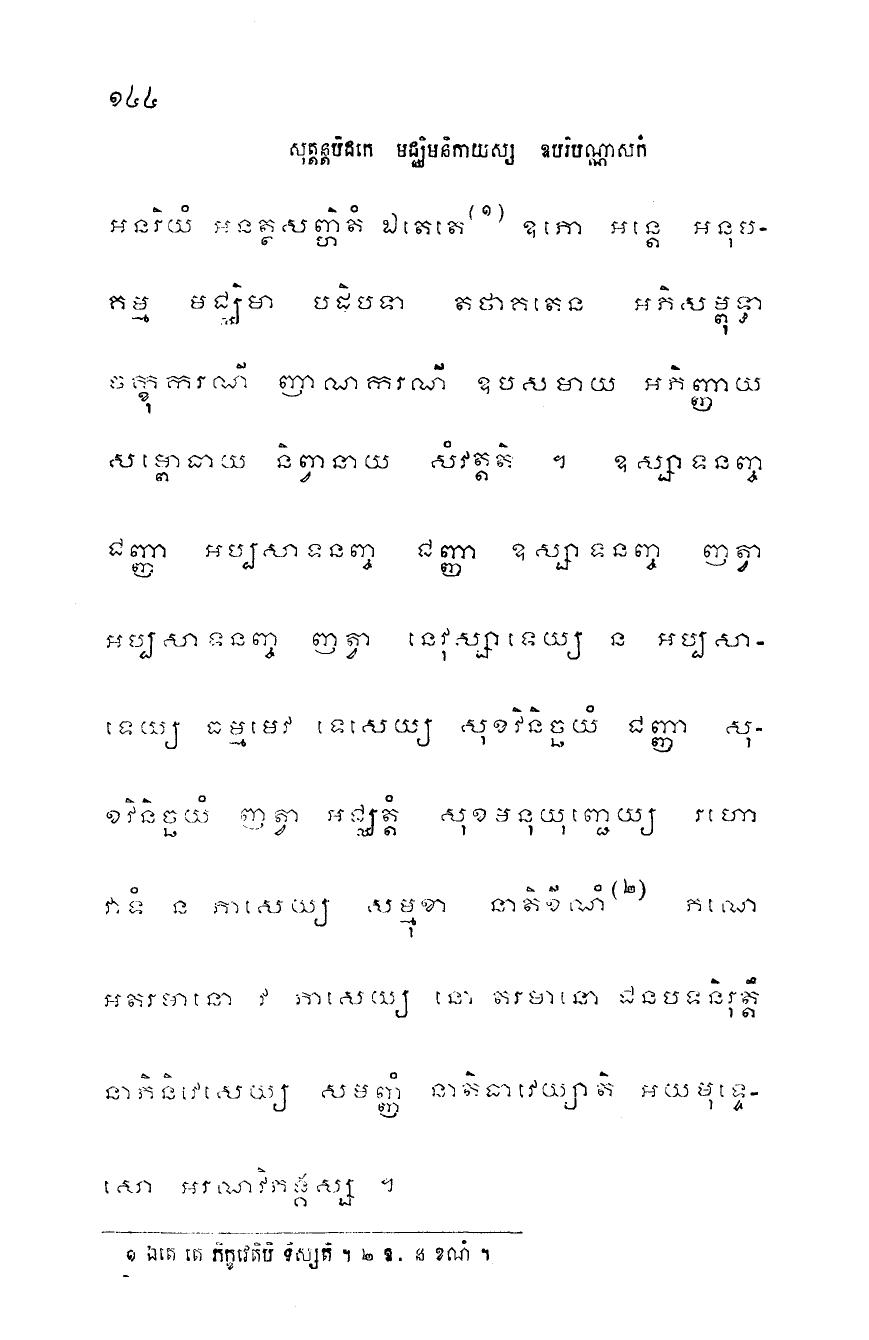 ១៤៤
សុត្តន្តបិដកេ មជ្ឈិមនិកាយស្ស ឧបរិបណ្ណាសកំ
អនរិយំ អនត្ថសញ្ហិតំ ឯតេតេ(១) ឧភោ អន្តេ អនុប-
គម្ម មជ្ឈិមា បដិបទា តថាគតេន អភិសម្ពុទ្ធា
ចក្ខុករណី ញាណករណី ឧបសមាយ អភិញ្ញាយ
សម្ពោធាយ និព្វានាយ សំវត្តតិ ។ ឧស្សាទនញ្ច
ជញ្ញា អប្បសាទនញ្ច ជញ្ញា ឧស្សាទនញ្ច ញត្វា
អប្បសាទនញ្ច ញត្វា នេវុស្សាទេយ្យ ន អប្បសា-
ទេយ្យ ធម្មមេវ ទេសេយ្យ សុខវិនិច្ឆយំ ជញ្ញា សុ-
ខវិនិច្ឆយំ ញត្វា អជ្ឈត្តំ សុខមនុយុញ្ជេយ្យ រហោ
វាទំ ន ភាសេយ្យ សម្មុខា នាតិខីណំ(២) ភណេ
អតរមានោ វ ភាសេយ្យ នោ តរមានោ ជនបទនិរុត្តឹ
នាភិនិវេសេយ្យ សមញ្ញំ នាតិធាវេយ្យាតិ អយមុទ្ទេ-
សោ អរណវិភង្គស្ស ។
១ ឯតេ តេ ភិក្ខវេតិបិ ទិស្សតិ ។ ២ ឱ. ន ខណំ ។